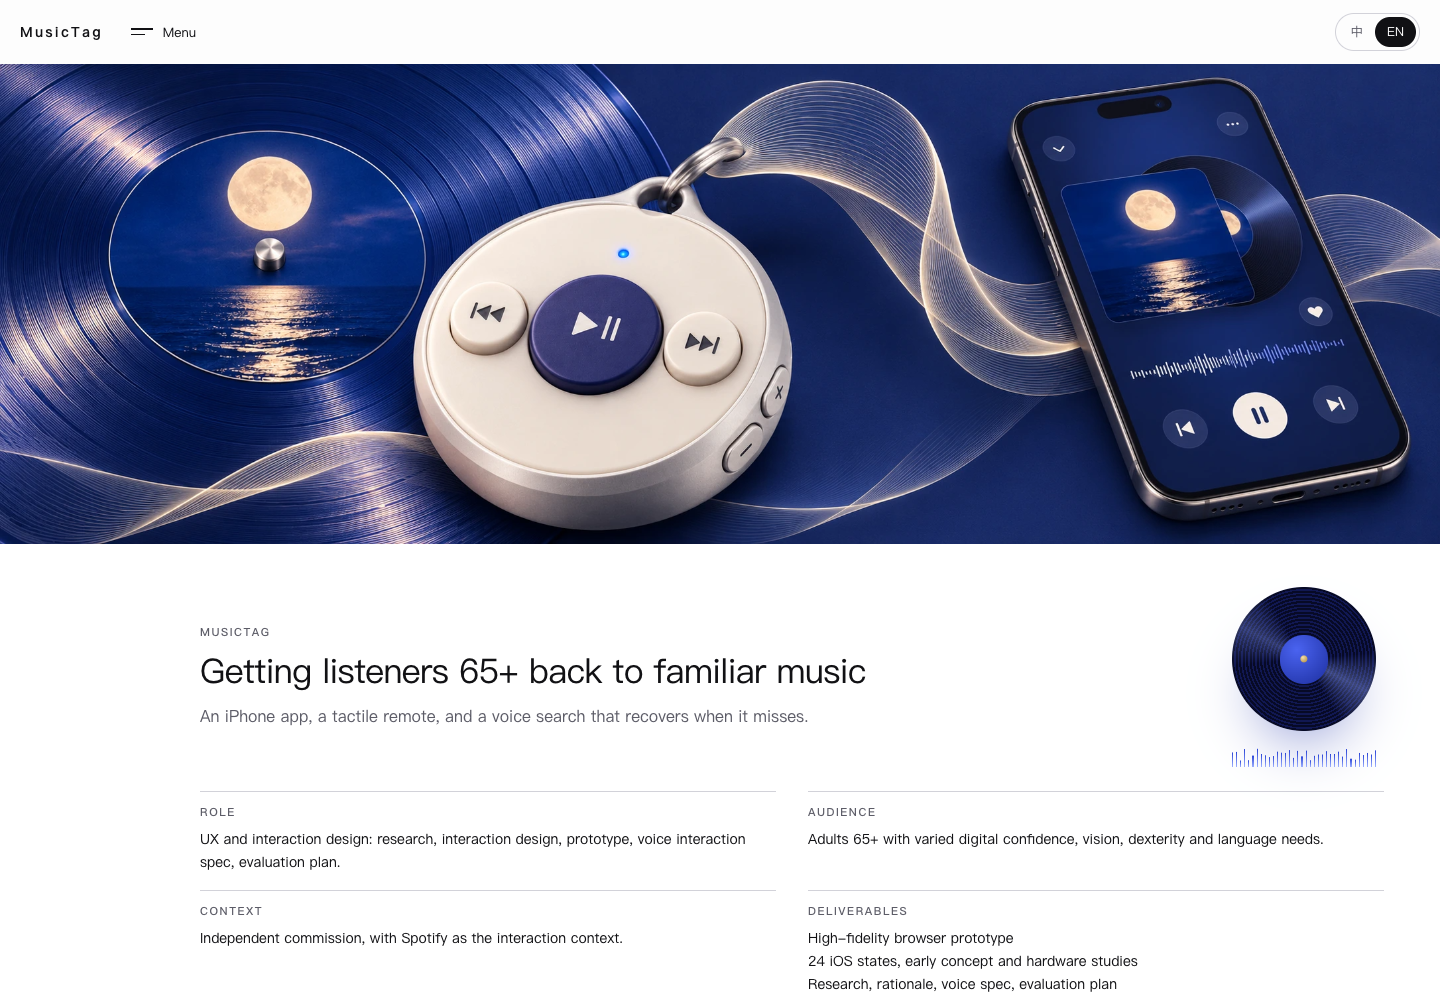 MusicTag
Menu
中
EN
MUSICTAG
Getting listeners 65+ back to familiar music
An iPhone app, a tactile remote, and a voice search that recovers when it misses.
ROLE
UX and interaction design: research, interaction design, prototype, voice interaction
spec, evaluation plan.
AUDIENCE
Adults 65+ with varied digital confidence, vision, dexterity and language needs.
CONTEXT
Independent commission, with Spotify as the interaction context.
DELIVERABLES
High-fidelity browser prototype
24 iOS states, early concept and hardware studies
Research, rationale, voice spec, evaluation plan